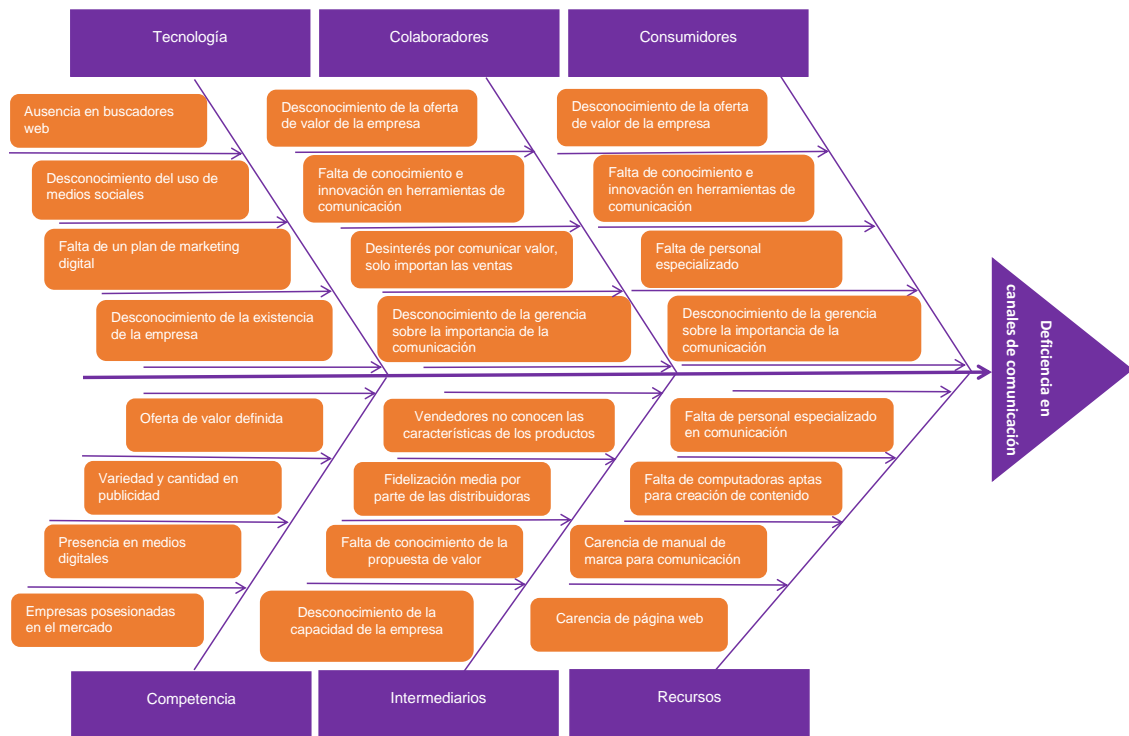 Tecnología
Colaboradores
Consumidores
Ausencia en buscadores
web
Desconocimiento del uso de
medios sociales
Falta de un plan de marketing
digital
Desconocimiento de la existencia
de la empresa
Desconocimiento de la oferta
de valor de la empresa
Falta de conocimiento e
innovación en herramientas de
comunicación
Desinterés por comunicar valor,
solo importan las ventas
Desconocimiento de la gerencia
sobre la importancia de la
comunicación
Desconocimiento de la oferta
de valor de la empresa
Falta de conocimiento e
innovación en herramientas de
comunicación
Falta de personal
especializado
Desconocimiento de la gerencia
sobre la importancia de la
comunicación
Deficiencia en
canales de comunicación
Oferta de valor definida
Variedad y cantidad en
publicidad
Presencia en medios
digitales
Empresas posesionadas
en el mercado
Vendedores no conocen las
características de los productos
Fidelización media por
parte de las distribuidoras
Falta de conocimiento de la
propuesta de valor
Desconocimiento de la
capacidad de la empresa
Falta de personal especializado
en comunicación
Falta de computadoras aptas
para creación de contenido
Carencia de manual de
marca para comunicación
Carencia de página web
Competencia
Intermediarios
Recursos